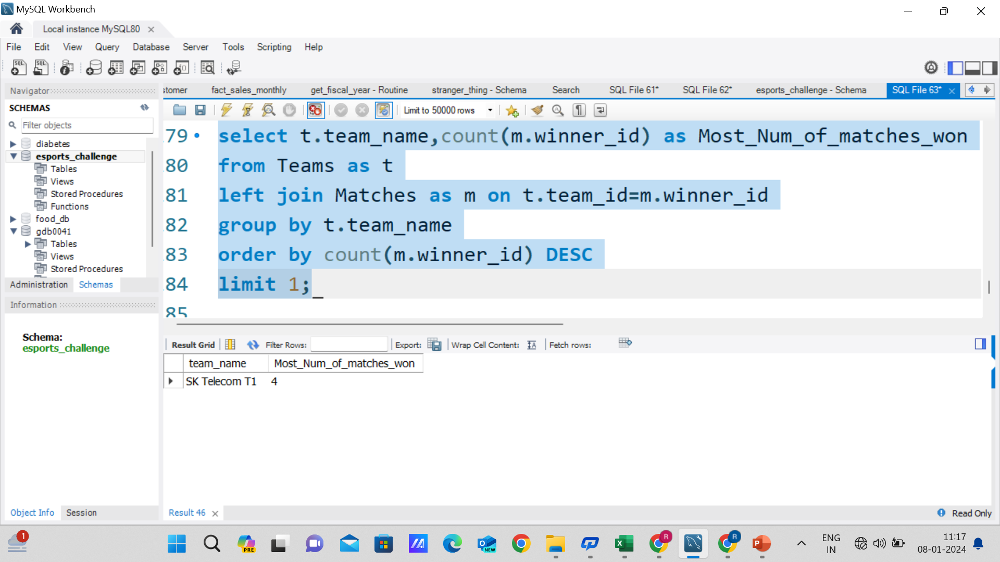 MySQL Workbench
Local instance MySQL80
File Edit View Query Database Server Tools Scripting Help
Navigator
SCHEMAS
Filter objects
diabetes
esports_challenge
Tables
Views
Stored Procedures
Functions
food_db
gdb0041
Tables
Views
Stored Procedures
Administration Schemas
Information
Schema:
esports_challenge
Object Info Session
stomer fact_sales_monthly get_fiscal_year - Routine stranger_thing - Schema Search SQL File 61* SQL File 62* esports_challenge - Schema SQL File 63*
Limit to 50000 rows
79 select t.team_name,count(m.winner_id) as Most_Num_of_matches_won
80 from Teams as t
81 left join Matches as m on t.team_id=m.winner_id
82 group by t.team_name
83 order by count(m.winner_id) DESC
84 limit 1;
85
Result Grid Filter Rows: Export: Wrap Cell Content: Fetch rows:
team_name Most_Num_of_matches_won
SK Telecom T1 4
Result 46 Read Only
1
PRE
NEW
R
R
ENG
IN
11:17
08-01-2024